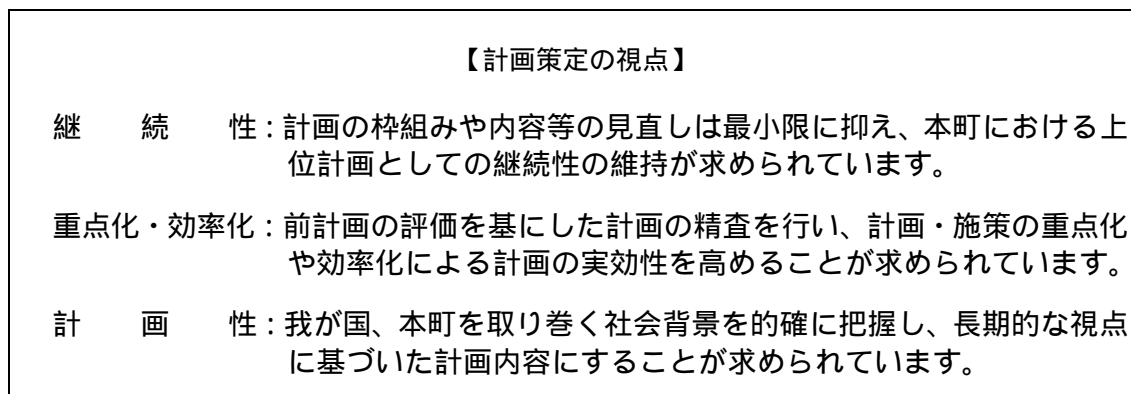 【計画策定の視点】
継続性:計画の枠組みや内容等の見直しは最小限に抑え、本町における上
位計画としての継続性の維持が求められています。
重点化・効率化:前計画の評価を基にした計画の精査を行い、計画・施策の重点化
や効率化による計画の実効性を高めることが求められています。
計画性:我が国、本町を取り巻く社会背景を的確に把握し、長期的な視点
に基づいた計画内容にすることが求められています。